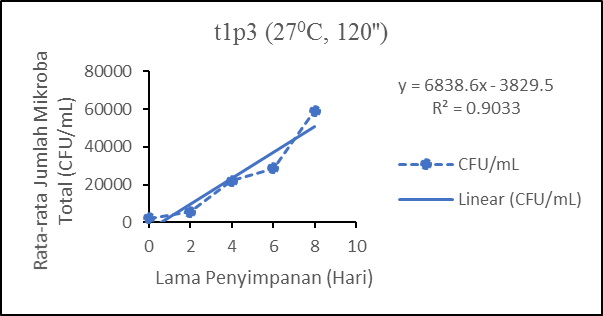 t1p3 (27⁰C, 120")
80000
60000
40000
20000
0
0 2 4 6 8 10
Rata-rata Jumlah Mikroba
Total (CFU/mL)
Lama Penyimpanan (Hari)
y = 6838.6x - 3829.5
R² = 0.9033
CFU/mL
Linear (CFU/mL)